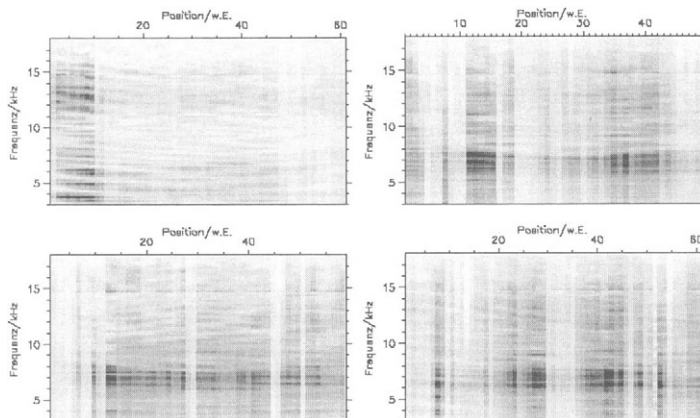 Position/w.E.
20 40 60
Frequenz/kHz
15
10
5
Position/w.E.
10 20 30 40
Frequenz/kHz
15
10
5
Position/w.E.
20 40
Frequenz/kHz
15
10
5
Position/w.E.
20 40 60
Frequenz/kHz
15
10
5